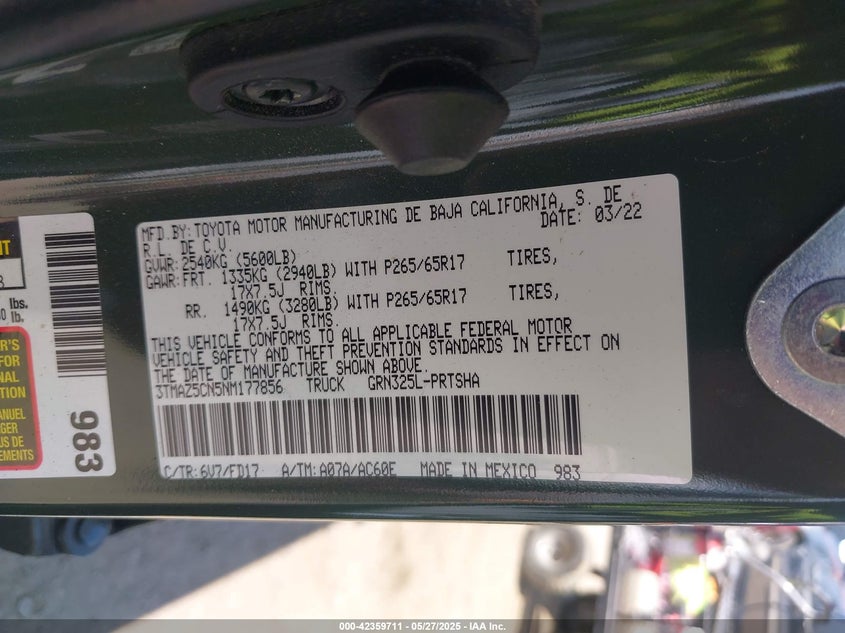 MFD.BY: TOYOTA MOTOR MANUFACTURING DE BAJA CALIFORNIA, S. DE
R.L. DE C.V. DATE: 03/22
GVWR: 2540KG (5600LB)
GAWR: FRT. 1335KG (2940LB) WITH P265/65R17 TIRES,
17X7.5J RIMS.
RR. 1490KG (3280LB) WITH P265/65R17 TIRES,
17X7.5J RIMS.
THIS VEHICLE CONFORMS TO ALL APPLICABLE FEDERAL MOTOR
VEHICLE SAFETY AND THEFT PREVENTION STANDARDS IN EFFECT ON
THE DATE OF MANUFACTURE SHOWN ABOVE.
3TMAZ5CN5NM177856 TRUCK GRN325L-PRTSHA
C/TR: 6V7/FD17 A/TM: A07A/AC60E MADE IN MEXICO 983
lbs.
lb.
983
000-42359711 - 05/27/2025 - IAA Inc.